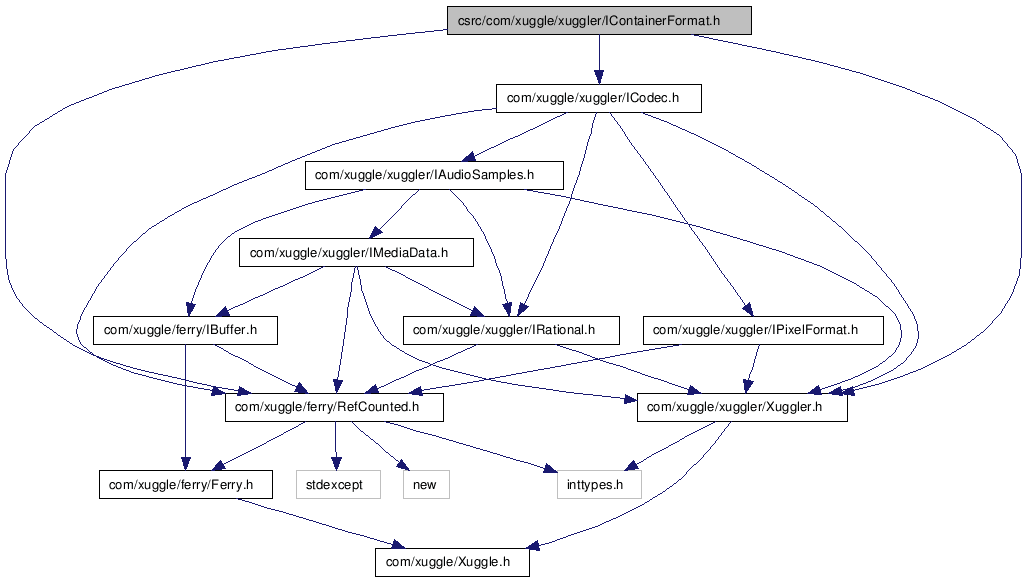 csrc/com/xuggle/xuggler/IContainerFormat.h
com/xuggle/xuggler/ICodec.h
com/xuggle/xuggler/IAudioSamples.h
com/xuggle/xuggler/IMediaData.h
com/xuggle/ferry/IBuffer.h
com/xuggle/xuggler/IRational.h
com/xuggle/xuggler/IPixelFormat.h
com/xuggle/ferry/RefCounted.h
com/xuggle/xuggler/Xuggler.h
com/xuggle/ferry/Ferry.h
stdexcept
new
inttypes.h
com/xuggle/Xuggle.h